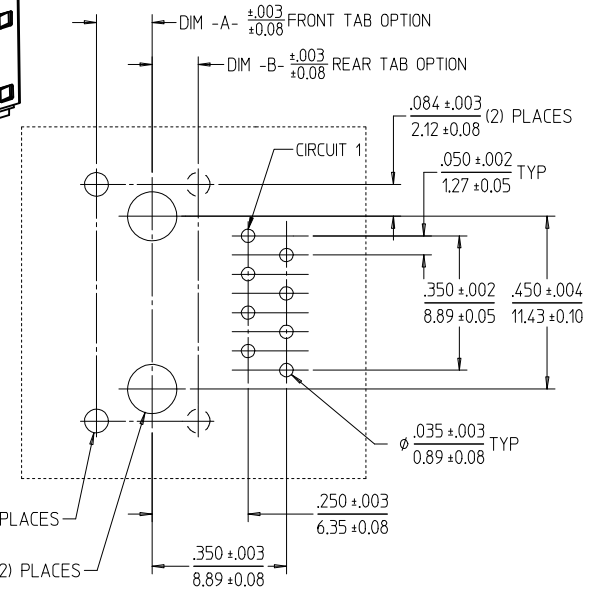 DIM -A- ±.003 FRONT TAB OPTION
±0.08
DIM -B- ±.003 REAR TAB OPTION
±0.08
.084 ±.003 (2) PLACES
2.12 ±0.08
CIRCUIT 1
.050 ±.002 TYP
1.27 ±0.05
.350 ±.002
8.89 ±0.05
.450 ±.004
11.43 ±0.10
φ .035 ±.003 TYP
0.89 ±0.08
.250 ±.003
6.35 ±0.08
PLACES
2) PLACES
.350 ±.003
8.89 ±0.08